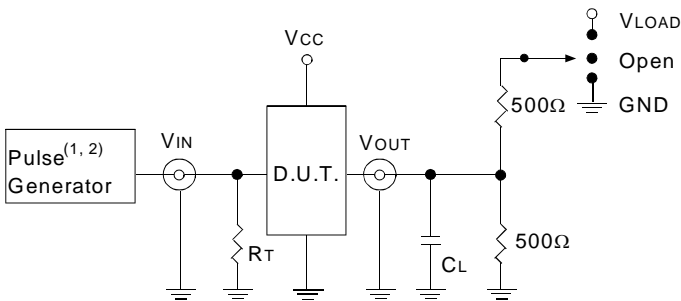 VLOAD
VCC
Open
500Ω
GND
VIN
VOUT
Pulse(1, 2)
Generator
D.U.T.
RT
CL
500Ω